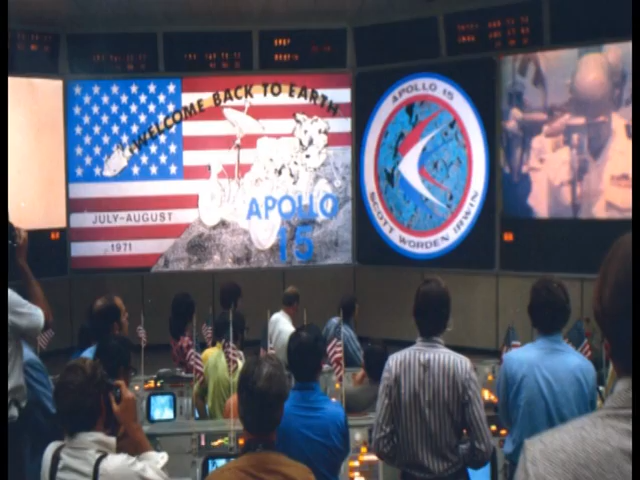 WELCOME BACK TO EARTH
JULY-AUGUST
1971
APOLLO
15
APOLLO 15
SCOTT WORDEN IRWIN